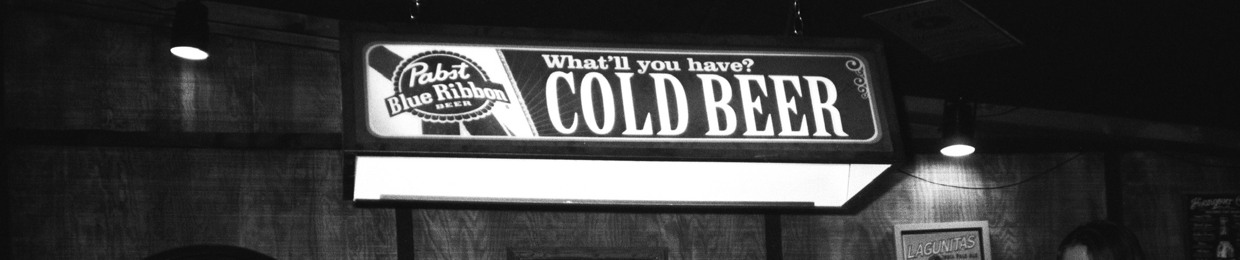 Pabst
Blue Ribbon
BEER
What'll you have?
COLD BEER
LAGUNITAS